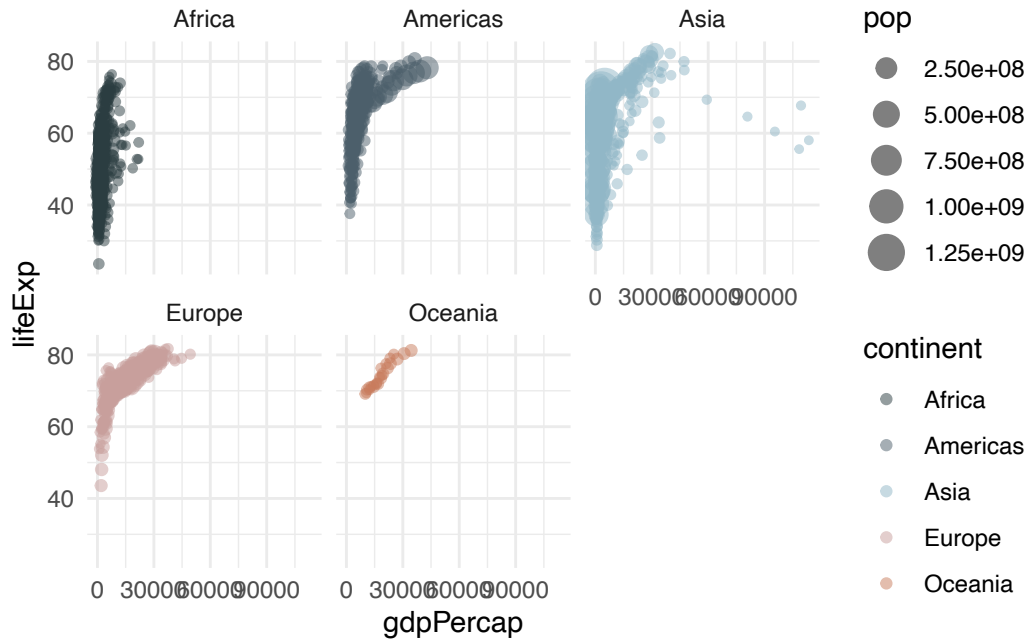 Africa
Americas
Asia
80
60
40
0 30000 60000 90000
Europe
Oceania
80
60
40
0 30000 60000 90000
0 30000 60000 90000
lifeExp
gdpPercap
pop
2.50e+08
5.00e+08
7.50e+08
1.00e+09
1.25e+09
continent
Africa
Americas
Asia
Europe
Oceania